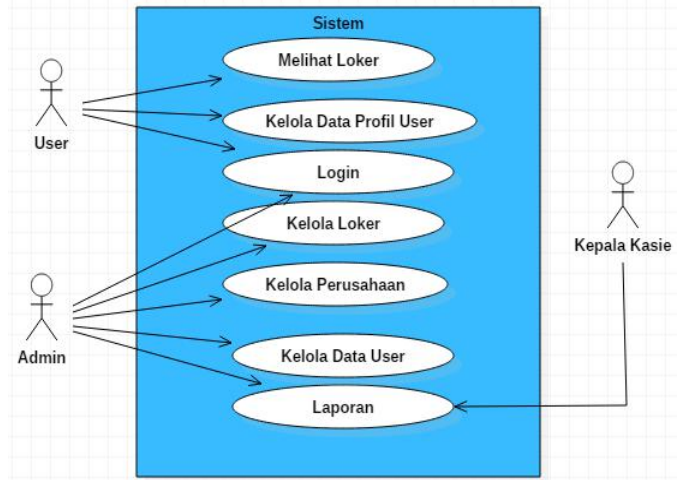 Sistem
Melihat Loker
User
Kelola Data Profil User
Login
Kelola Loker
Kepala Kasie
Kelola Perusahaan
Admin
Kelola Data User
Laporan